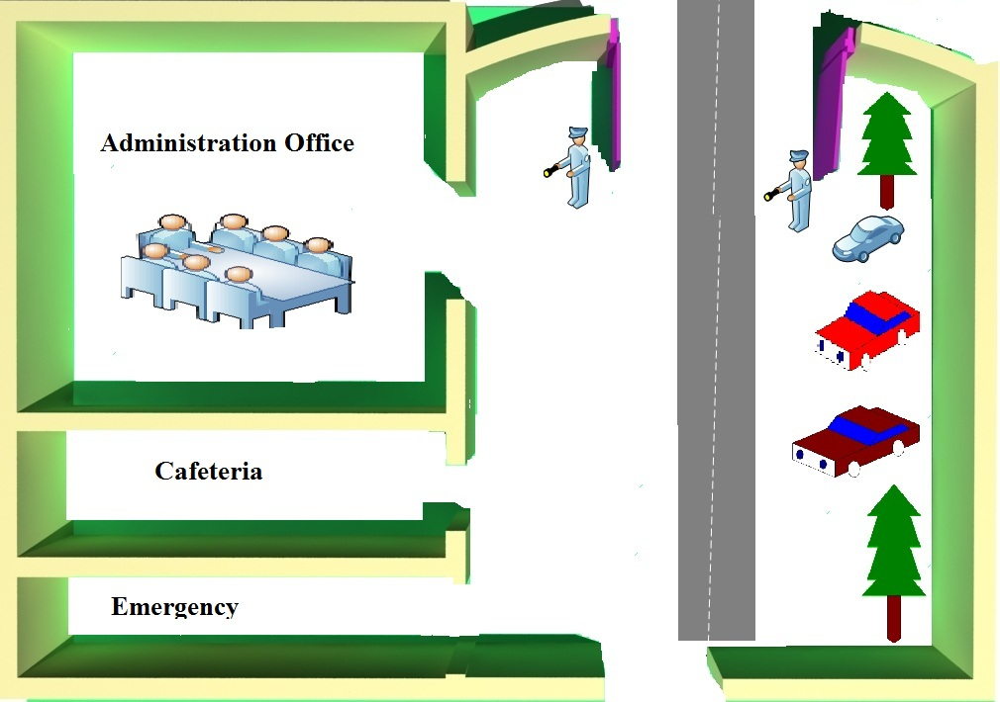 Administration Office
Cafeteria
Emergency